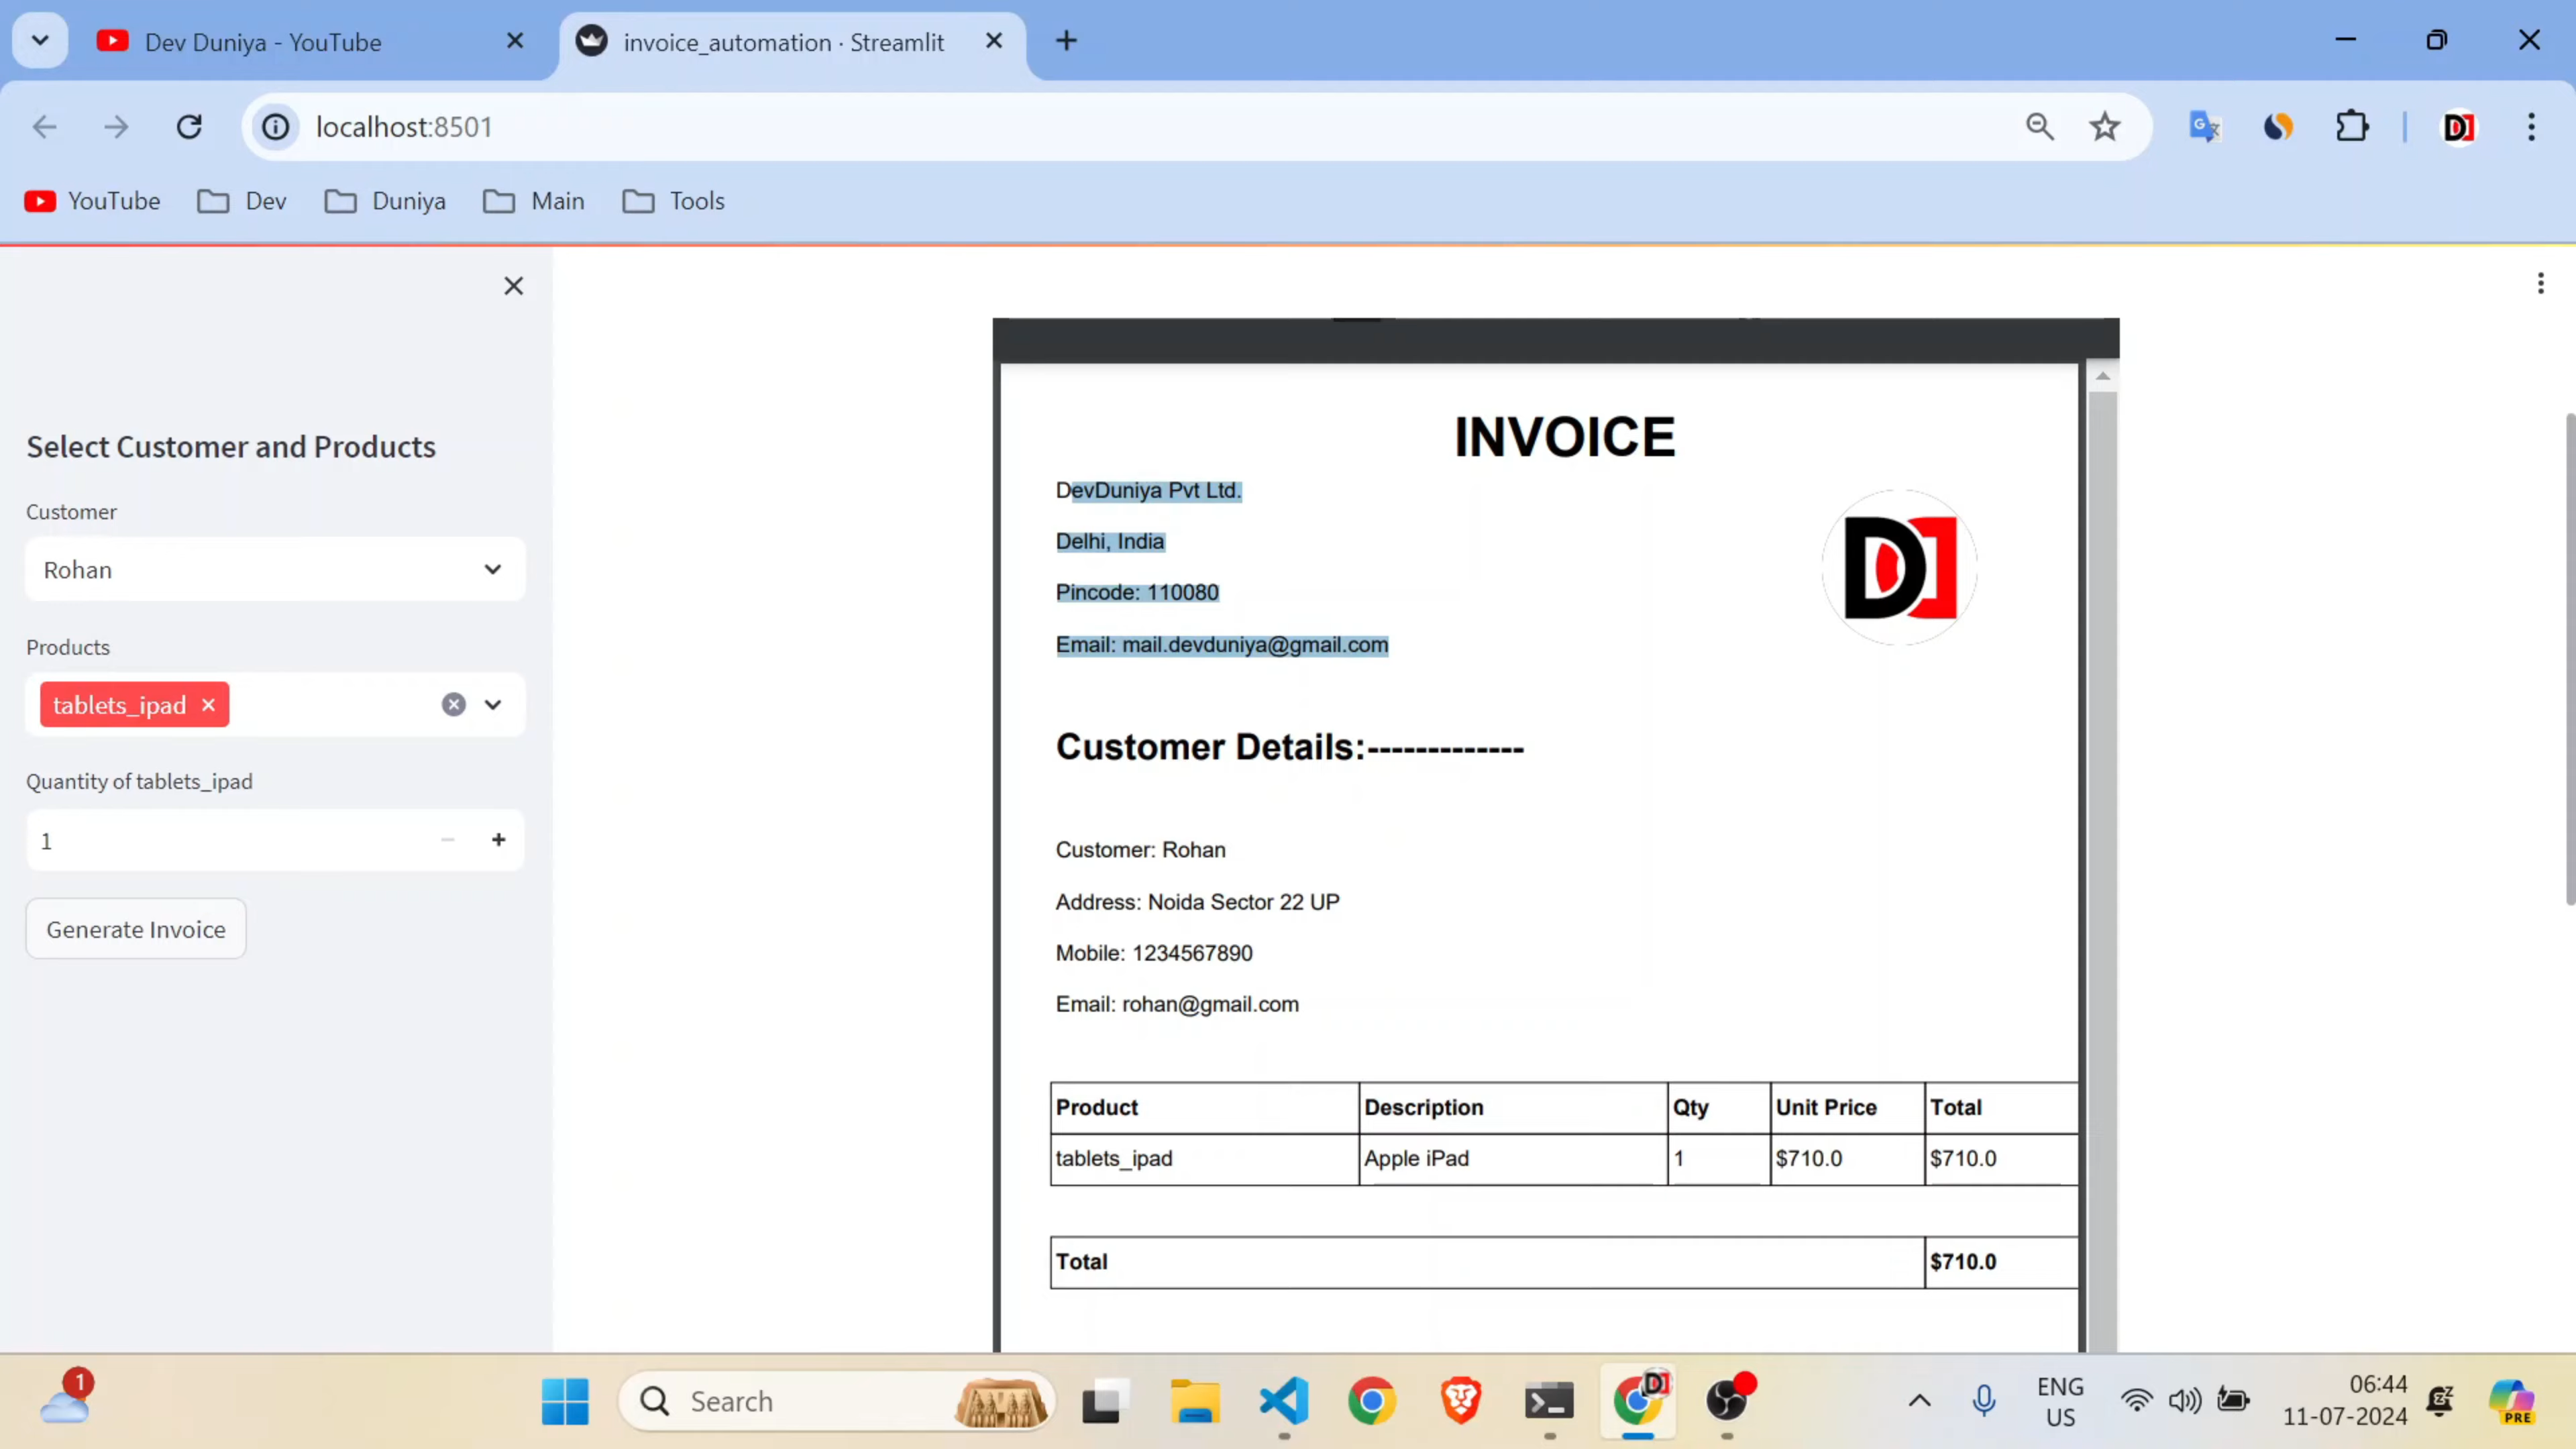 Dev Duniya - YouTube
invoice_automation · Streamlit
localhost:8501
YouTube
Dev
Duniya
Main
Tools
Select Customer and Products
Customer
Rohan
Products
tablets_ipad
Quantity of tablets_ipad
1
Generate Invoice
INVOICE
DevDuniya Pvt Ltd.
Delhi, India
Pincode: 110080
Email: mail.devduniya@gmail.com
Customer Details:-------------
Customer: Rohan
Address: Noida Sector 22 UP
Mobile: 1234567890
Email: rohan@gmail.com
Product Description Qty Unit Price Total
tablets_ipad Apple iPad 1 $710.0 $710.0
Total $710.0
1
Search
ENG
US
06:44
11-07-2024
PRE